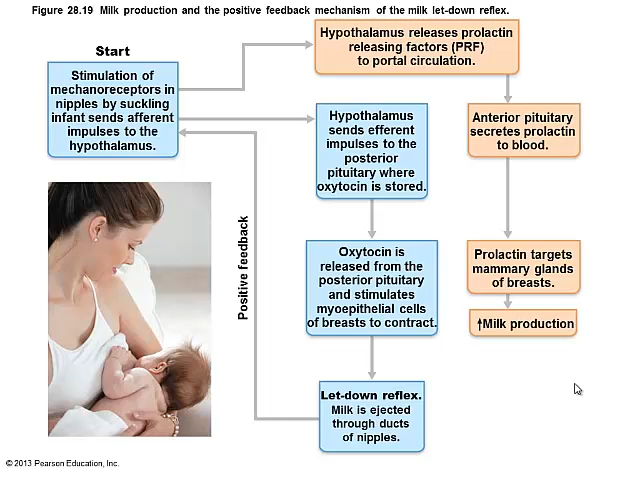 Figure 28.19 Milk production and the positive feedback mechanism of the milk let-down reflex.
Start
Stimulation of
mechanoreceptors in
nipples by suckling
infant sends afferent
impulses to the
hypothalamus.
Hypothalamus releases prolactin
releasing factors (PRF)
to portal circulation.
Hypothalamus
sends efferent
impulses to the
posterior
pituitary where
oxytocin is stored.
Anterior pituitary
secretes prolactin
to blood.
Positive feedback
Oxytocin is
released from the
posterior pituitary
and stimulates
myoepithelial cells
of breasts to contract.
Prolactin targets
mammary glands
of breasts.
↑Milk production
Let-down reflex.
Milk is ejected
through ducts
of nipples.
© 2013 Pearson Education, Inc.